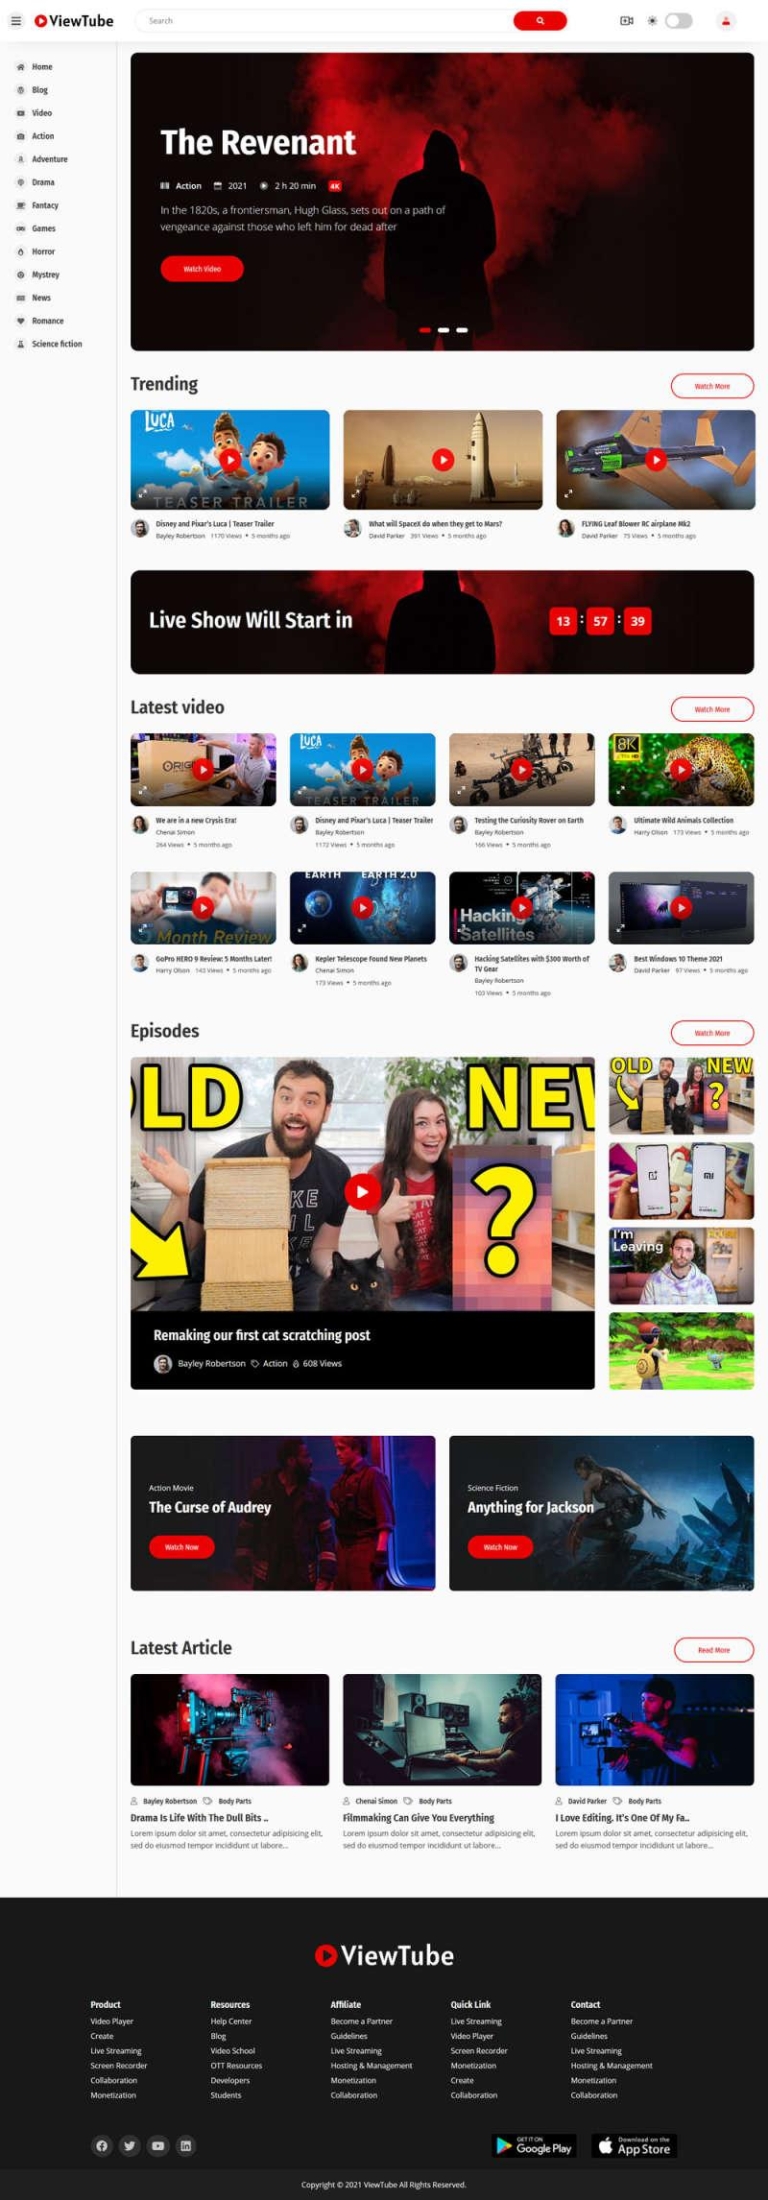 ViewTube
Search
Home
Blog
Video
Action
Adventure
Drama
Fantacy
Games
Horror
Mystrey
News
Romance
Science fiction
The Revenant
Action 2021 2 h 20 min 4K
In the 1820s, a frontiersman, Hugh Glass, sets out on a path of
vengeance against those who left him for dead after
Watch Video
Trending
Watch More
LUCA
TEASER TRAILER
Disney and Pixar's Luca | Teaser Trailer
Bayley Robertson 1170 Views • 5 months ago
What will SpaceX do when they get to Mars?
David Parker 391 Views • 5 months ago
FLYING Leaf Blower RC airplane Mk2
David Parker 75 Views • 5 months ago
Live Show Will Start in
13 : 57 : 39
Latest video
Watch More
LUCA
TEASER TRAILER
8K
We are in a new Crysis Era!
Chenai Simon
264 Views • 5 months ago
Disney and Pixar's Luca | Teaser Trailer
Bayley Robertson
1172 Views • 5 months ago
Testing the Curiosity Rover on Earth
Bayley Robertson
166 Views • 5 months ago
Ultimate Wild Animals Collection
Harry Olson 173 Views • 5 months ago
5 Month Review
EARTH EARTH 2.0
Hacking
Satellites
GoPro HERO 9 Review: 5 Months Later!
Harry Olson 143 Views • 5 months ago
Kepler Telescope Found New Planets
Chenai Simon
173 Views • 5 months ago
Hacking Satellites with $300 Worth of
TV Gear
Bayley Robertson
103 Views • 5 months ago
Best Windows 10 Theme 2021
David Parker 97 Views • 5 months ago
Episodes
Watch More
OLD NEW
?
Remaking our first cat scratching post
Bayley Robertson Action 608 Views
OLD NEW
?
I'm
Leaving
Action Movie
The Curse of Audrey
Watch Now
Science Fiction
Anything for Jackson
Watch Now
Latest Article
Read More
Bayley Robertson Body Parts
Drama Is Life With The Dull Bits ..
Lorem ipsum dolor sit amet, consectetur adipisicing elit,
sed do eiusmod tempor incididunt ut labore...
Chenai Simon Body Parts
Filmmaking Can Give You Everything
Lorem ipsum dolor sit amet, consectetur adipisicing elit,
sed do eiusmod tempor incididunt ut labore...
David Parker Body Parts
I Love Editing. It's One Of My Fa..
Lorem ipsum dolor sit amet, consectetur adipisicing elit,
sed do eiusmod tempor incididunt ut labore...
ViewTube
Product
Video Player
Create
Live Streaming
Screen Recorder
Collaboration
Monetization
Resources
Help Center
Blog
Video School
OTT Resources
Developers
Students
Affiliate
Become a Partner
Guidelines
Live Streaming
Hosting & Management
Monetization
Collaboration
Quick Link
Live Streaming
Video Player
Screen Recorder
Monetization
Create
Collaboration
Contact
Become a Partner
Guidelines
Live Streaming
Hosting & Management
Monetization
Collaboration
GET IT ON
Google Play
Download on the
App Store
Copyright © 2021 ViewTube All Rights Reserved.